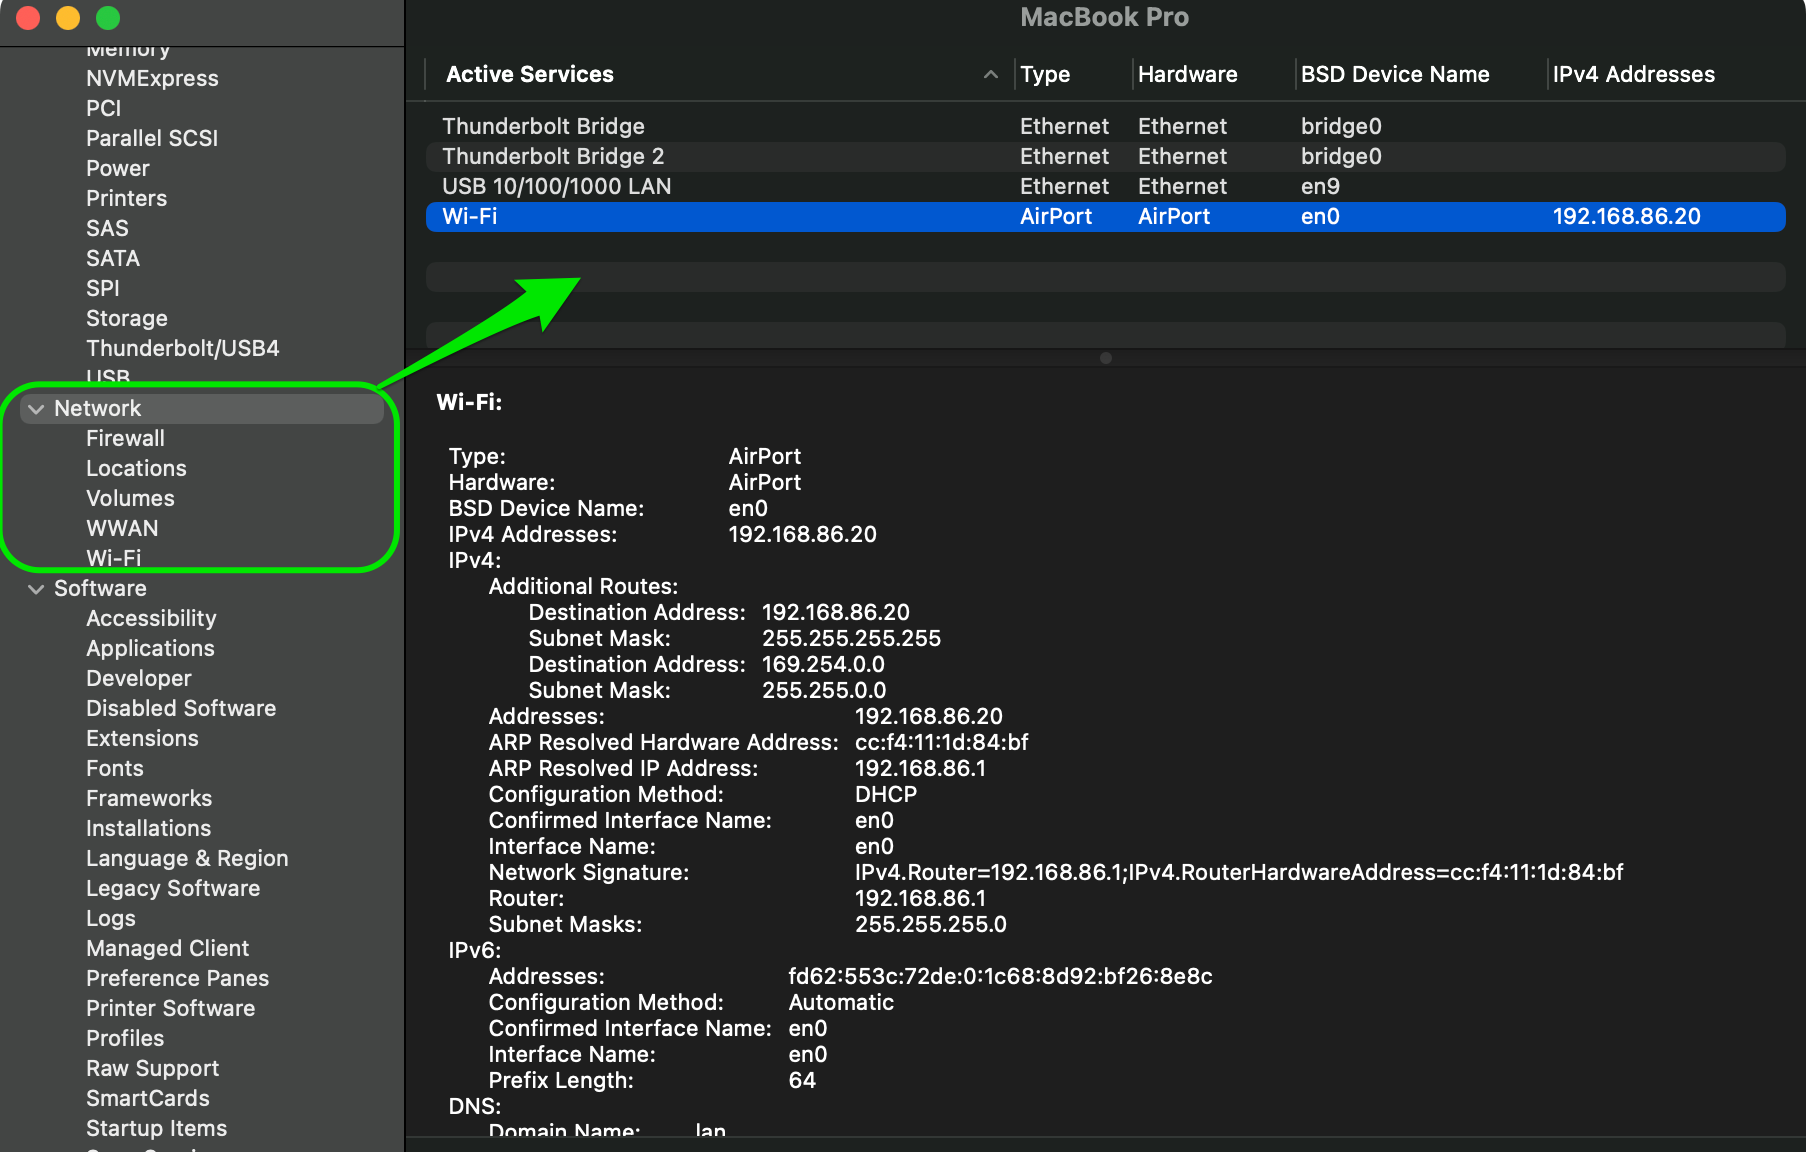 MacBook Pro
Memory
NVMExpress
PCI
Parallel SCSI
Power
Printers
SAS
SATA
SPI
Storage
Thunderbolt/USB4
USB
Network
Firewall
Locations
Volumes
WWAN
Wi-Fi
Software
Accessibility
Applications
Developer
Disabled Software
Extensions
Fonts
Frameworks
Installations
Language & Region
Legacy Software
Logs
Managed Client
Preference Panes
Printer Software
Profiles
Raw Support
SmartCards
Startup Items
Active Services Type Hardware BSD Device Name IPv4 Addresses
Thunderbolt Bridge Ethernet Ethernet bridge0
Thunderbolt Bridge 2 Ethernet Ethernet bridge0
USB 10/100/1000 LAN Ethernet Ethernet en9
Wi-Fi AirPort AirPort en0 192.168.86.20
Wi-Fi:
Type: AirPort
Hardware: AirPort
BSD Device Name: en0
IPv4 Addresses: 192.168.86.20
IPv4:
Additional Routes:
Destination Address: 192.168.86.20
Subnet Mask: 255.255.255.255
Destination Address: 169.254.0.0
Subnet Mask: 255.255.0.0
Addresses: 192.168.86.20
ARP Resolved Hardware Address: cc:f4:11:1d:84:bf
ARP Resolved IP Address: 192.168.86.1
Configuration Method: DHCP
Confirmed Interface Name: en0
Interface Name: en0
Network Signature: IPv4.Router=192.168.86.1;IPv4.RouterHardwareAddress=cc:f4:11:1d:84:bf
Router: 192.168.86.1
Subnet Masks: 255.255.255.0
IPv6:
Addresses: fd62:553c:72de:0:1c68:8d92:bf26:8e8c
Configuration Method: Automatic
Confirmed Interface Name: en0
Interface Name: en0
Prefix Length: 64
DNS:
Domain Name: lan